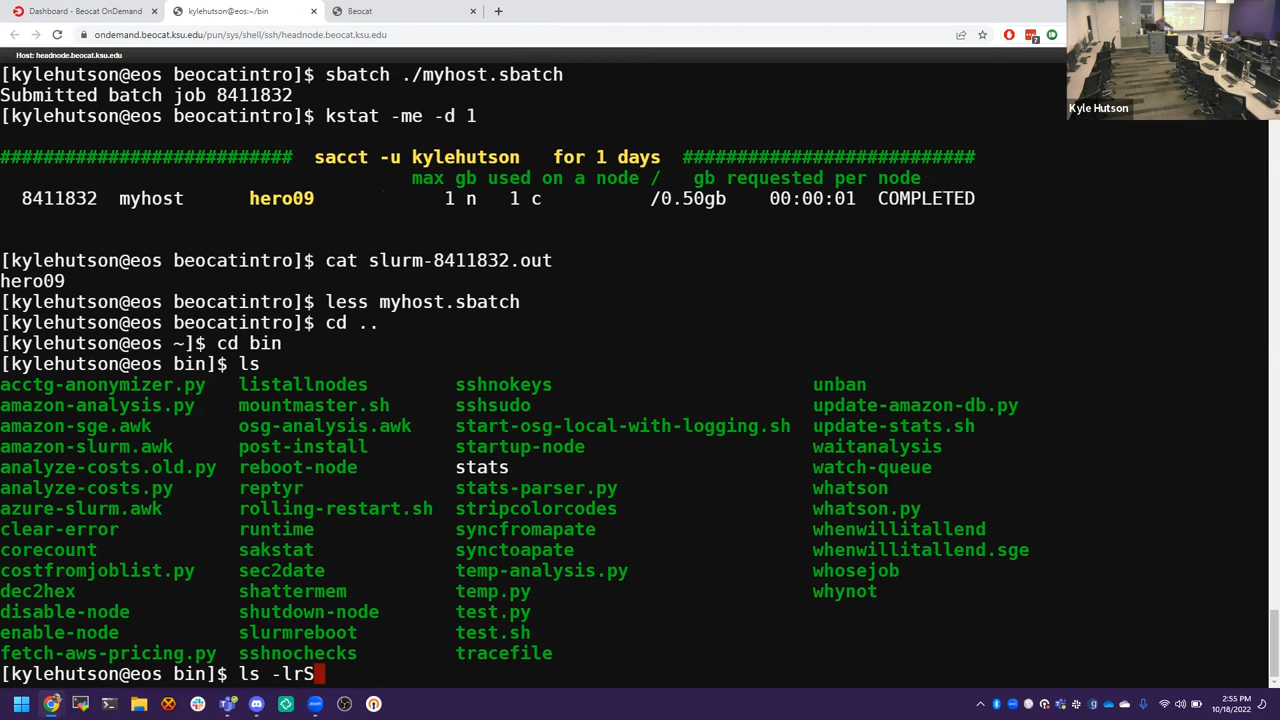 Dashboard - Beocat OnDemand
kylehutson@eos:~/bin
Beocat
ondemand.beocat.ksu.edu/pun/sys/shell/ssh/headnode.beocat.ksu.edu
7
Host: headnode.beocat.ksu.edu
Kyle Hutson
[kylehutson@eos beocatintro]$ sbatch ./myhost.sbatch
Submitted batch job 8411832
[kylehutson@eos beocatintro]$ kstat -me -d 1
########################### sacct -u kylehutson for 1 days ###########################
max gb used on a node / gb requested per node
8411832 myhost hero09 1 n 1 c /0.50gb 00:00:01 COMPLETED
[kylehutson@eos beocatintro]$ cat slurm-8411832.out
hero09
[kylehutson@eos beocatintro]$ less myhost.sbatch
[kylehutson@eos beocatintro]$ cd ..
[kylehutson@eos ~]$ cd bin
[kylehutson@eos bin]$ ls
acctg-anonymizer.py listallnodes sshnokeys unban
amazon-analysis.py mountmaster.sh sshsudo update-amazon-db.py
amazon-sge.awk osg-analysis.awk start-osg-local-with-logging.sh update-stats.sh
amazon-slurm.awk post-install startup-node waitanalysis
analyze-costs.old.py reboot-node stats watch-queue
analyze-costs.py reptyr stats-parser.py whatson
azure-slurm.awk rolling-restart.sh stripcolorcodes whatson.py
clear-error runtime syncfromapate whenwillitallend
corecount sakstat synctoapate whenwillitallend.sge
costfromjoblist.py sec2date temp-analysis.py whosejob
dec2hex shattermem temp.py whynot
disable-node shutdown-node test.py
enable-node slurmreboot test.sh
fetch-aws-pricing.py sshnochecks tracefile
[kylehutson@eos bin]$ ls -lrS
2:55 PM
10/18/2022